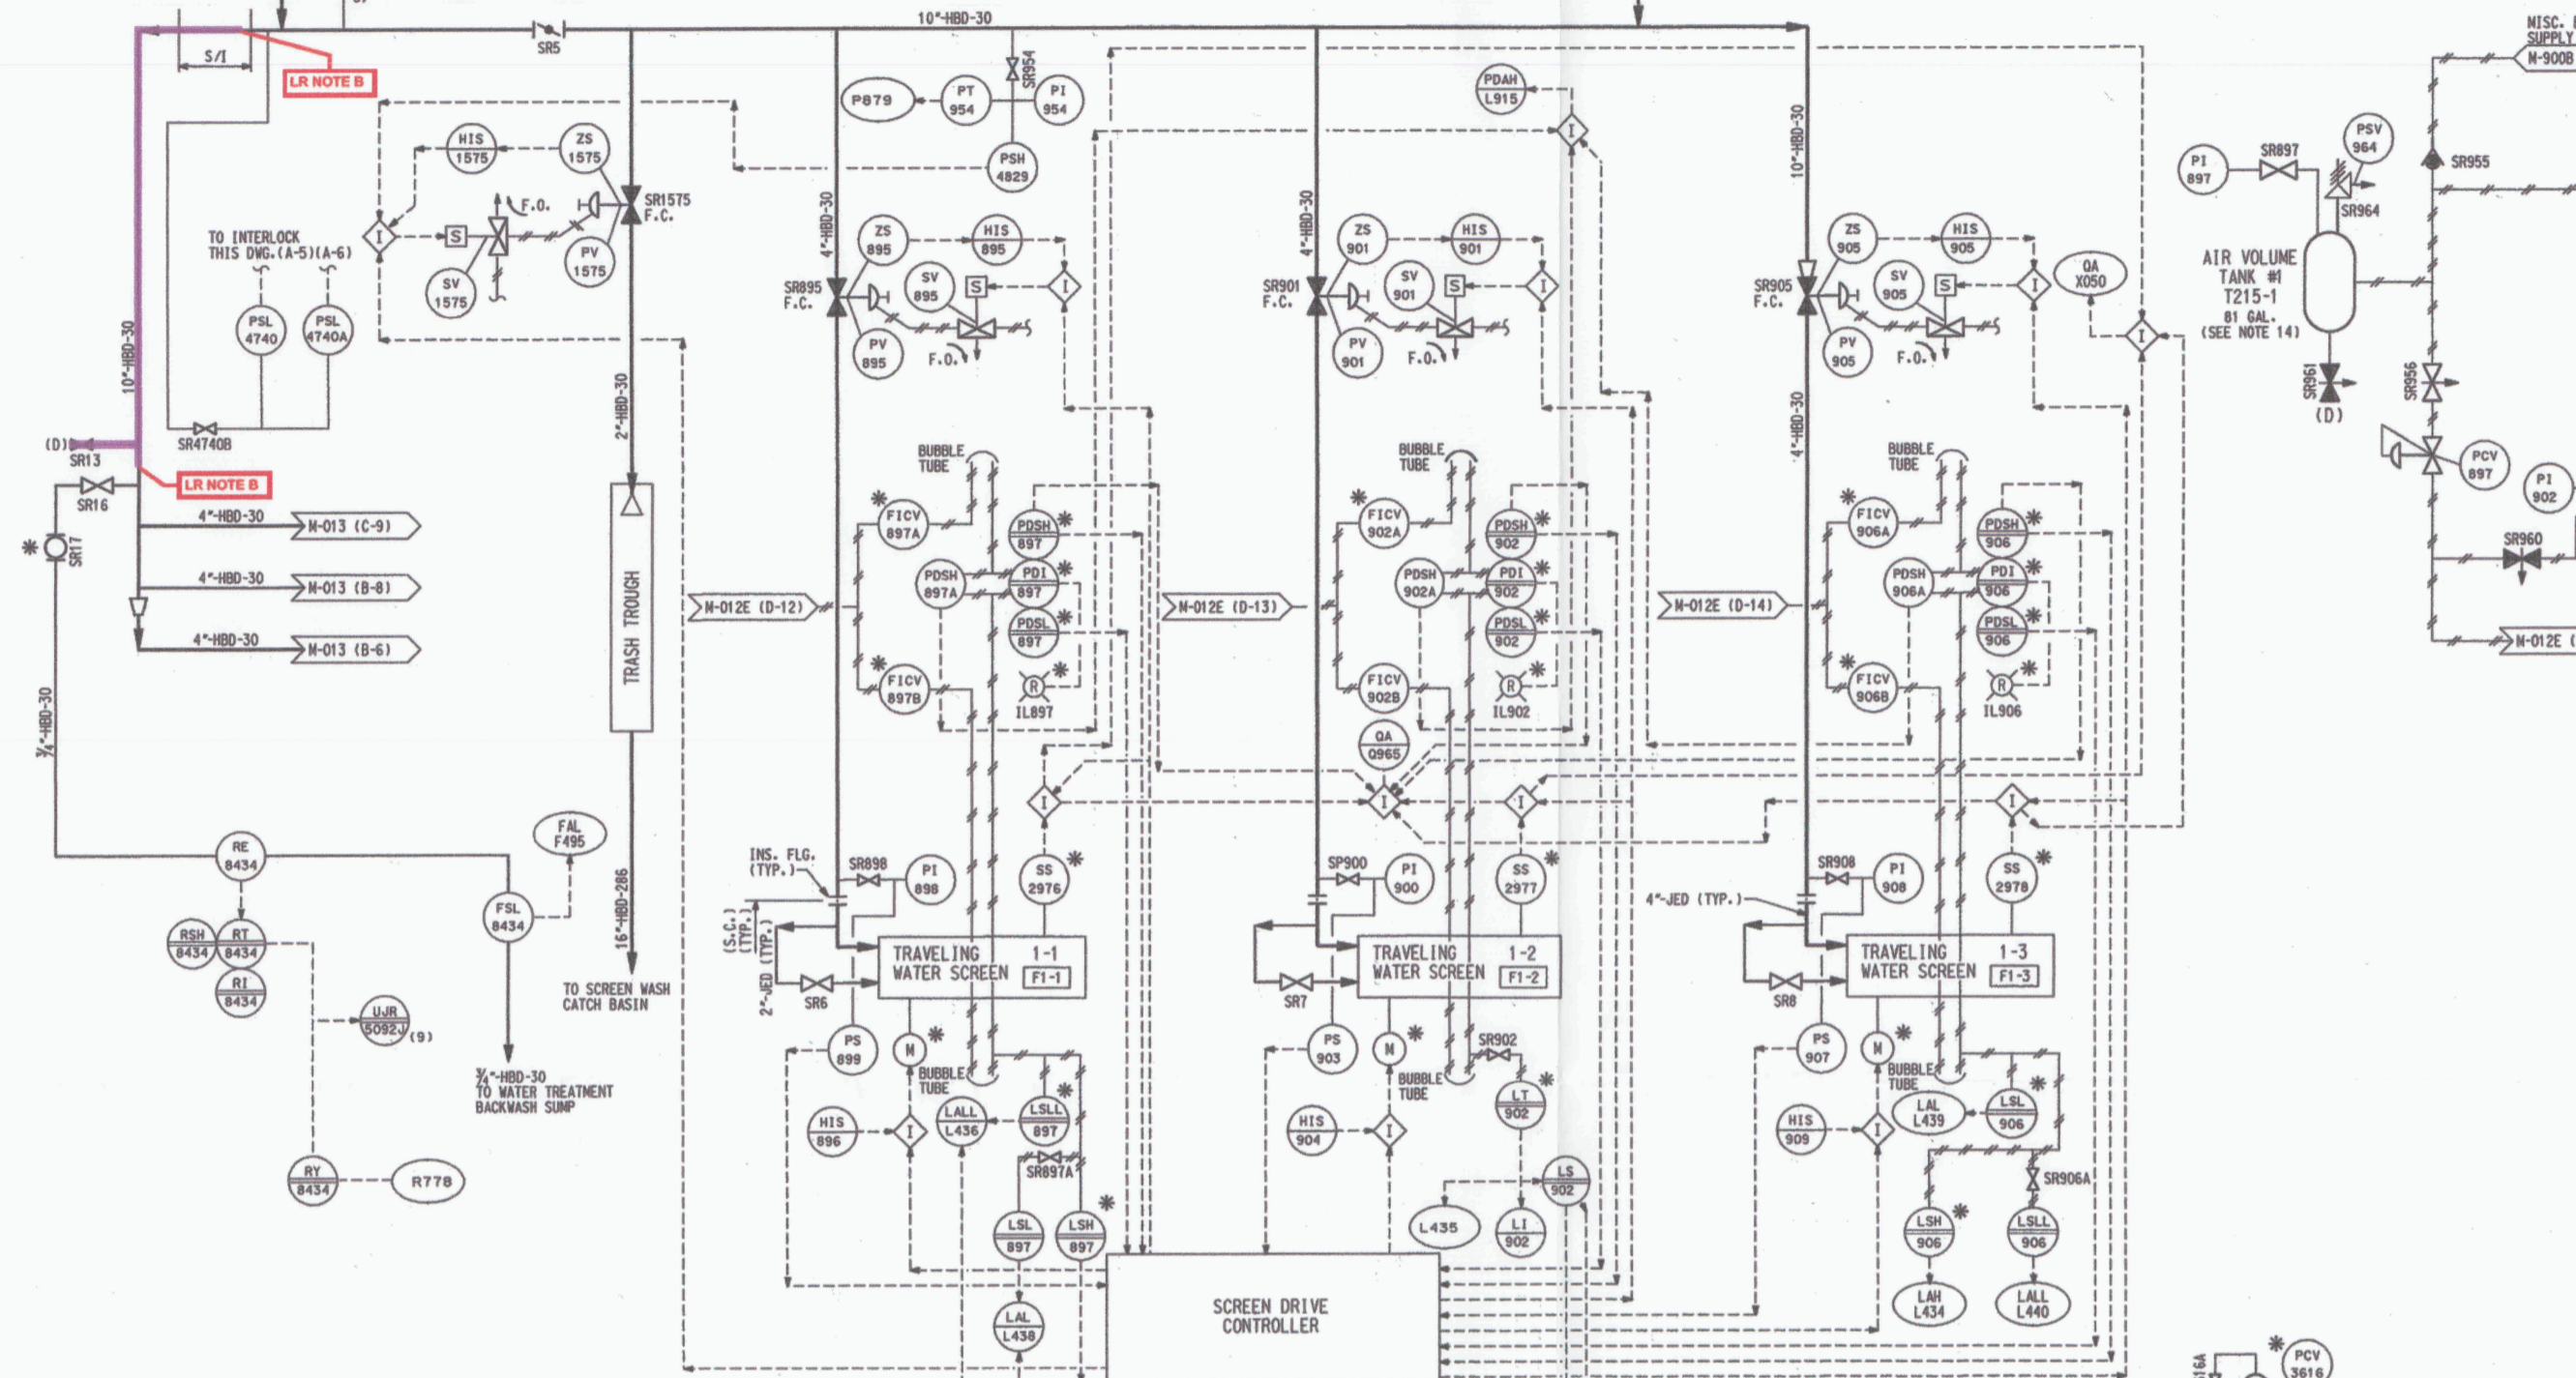 10"-HBD-30
SR5
S/I
LR NOTE B
MISC.
SUPPLY
M-900B
SR954
P879
PT
954
PI
954
PSH
4829
PDAH
L915
10"-HBD-30
HIS
1575
ZS
1575
SR1575
F.C.
F.O.
S
I
SV
1575
PV
1575
TO INTERLOCK
THIS DWG.(A-5)(A-6)
PSL
4740
PSL
4740A
SR4740B
10"-HBD-30
2"-HBD-30
(D)
SR13
LR NOTE B
SR16
SR17
4"-HBD-30
M-013 (C-9)
4"-HBD-30
M-013 (B-8)
4"-HBD-30
M-013 (B-6)
3/4"-HBD-30
TRASH TROUGH
16"-HBD-286
TO SCREEN WASH
CATCH BASIN
RE
8434
FAL
F495
FSL
8434
RSH
8434
RT
8434
RI
8434
UJR
5092J
(9)
3/4"-HBD-30
TO WATER TREATMENT
BACKWASH SUMP
RY
8434
R778
4"-HBD-30
ZS
895
HIS
895
SR895
F.C.
SV
895
S
I
PV
895
F.O.
BUBBLE
TUBE
FICV
897A
PDSH
897
PDSH
897A
PDI
897
PDSL
897
M-012E (D-12)
FICV
897B
R
IL897
I
SS
2976
INS. FLG.
(TYP.)
SR898
PI
898
(S.C.)
(TYP.)
2"-JED (TYP.)
TRAVELING
WATER SCREEN
1-1
F1-1
SR6
PS
899
M
BUBBLE
TUBE
HIS
896
I
LALL
L436
LSLL
897
SR897A
LSL
897
LSH
897
LAL
L438
SCREEN DRIVE
CONTROLLER
4"-HBD-30
I
ZS
901
HIS
901
SR901
F.C.
SV
901
S
I
PV
901
F.O.
BUBBLE
TUBE
FICV
902A
PDSH
902
PDSH
902A
PDI
902
PDSL
902
M-012E (D-13)
FICV
902B
R
IL902
QA
Q965
I
I
SP900
PI
900
SS
2977
TRAVELING
WATER SCREEN
1-2
F1-2
SR7
PS
903
M
SR902
BUBBLE
TUBE
LT
902
HIS
904
I
LS
902
L435
LI
902
ZS
905
HIS
905
SR905
F.C.
SV
905
S
I
QA
X050
I
PV
905
F.O.
4"-HBD-30
BUBBLE
TUBE
FICV
906A
PDSH
906
PDSH
906A
PDI
906
PDSL
906
M-012E (D-14)
FICV
906B
R
IL906
I
SR908
PI
908
SS
2978
4"-JED (TYP.)
TRAVELING
WATER SCREEN
1-3
F1-3
SR8
PS
907
M
BUBBLE
TUBE
LAL
L439
LSL
906
HIS
909
I
SR906A
LSH
906
LSLL
906
LAH
L434
LALL
L440
PI
897
SR897
PSV
964
SR964
SR955
AIR VOLUME
TANK #1
T215-1
81 GAL.
(SEE NOTE 14)
SR961
(D)
SR956
PCV
897
PI
902
SR960
M-012E (
PCV
3616